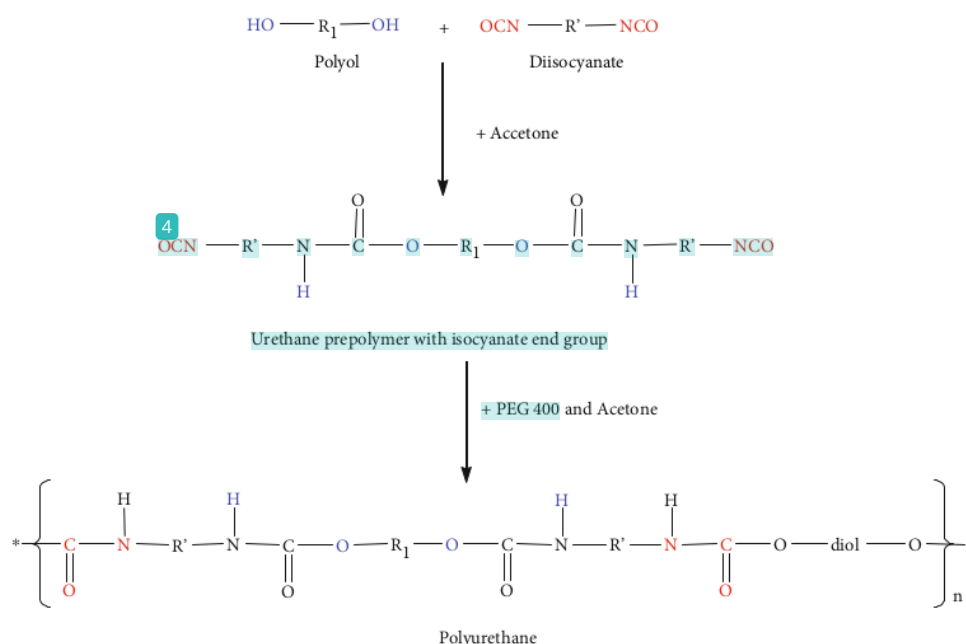 HO R1 OH + OCN R’ NCO
Polyol Diisocyanate
+ Accetone
4
O O
OCN R’ N C O R1 O C N R’ NCO
H H
Urethane prepolymer with isocyanate end group
+ PEG 400 and Acetone
H H H H
* C N R’ N C O R1 O C N R’ N C O diol O
O O O O n
Polyurethane